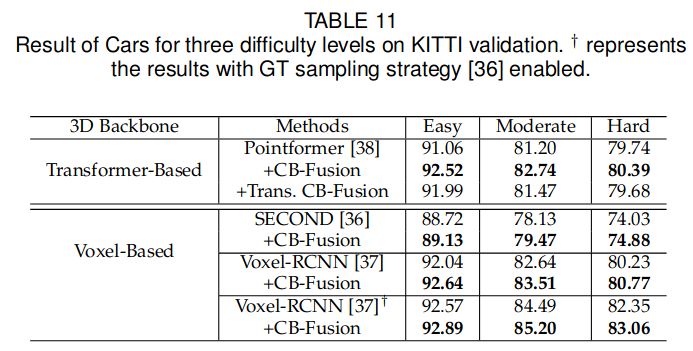 TABLE 11
Result of Cars for three difficulty levels on KITTI validation. † represents
the results with GT sampling strategy [36] enabled.
3D Backbone Methods Easy Moderate Hard
Pointformer [38] 91.06 81.20 79.74
Transformer-Based +CB-Fusion 92.52 82.74 80.39
+Trans. CB-Fusion 91.99 81.47 79.68
SECOND [36] 88.72 78.13 74.03
+CB-Fusion 89.13 79.47 74.88
Voxel-Based
Voxel-RCNN [37] 92.04 82.64 80.23
+CB-Fusion 92.64 83.51 80.77
Voxel-RCNN [37]† 92.57 84.49 82.35
+CB-Fusion 92.89 85.20 83.06